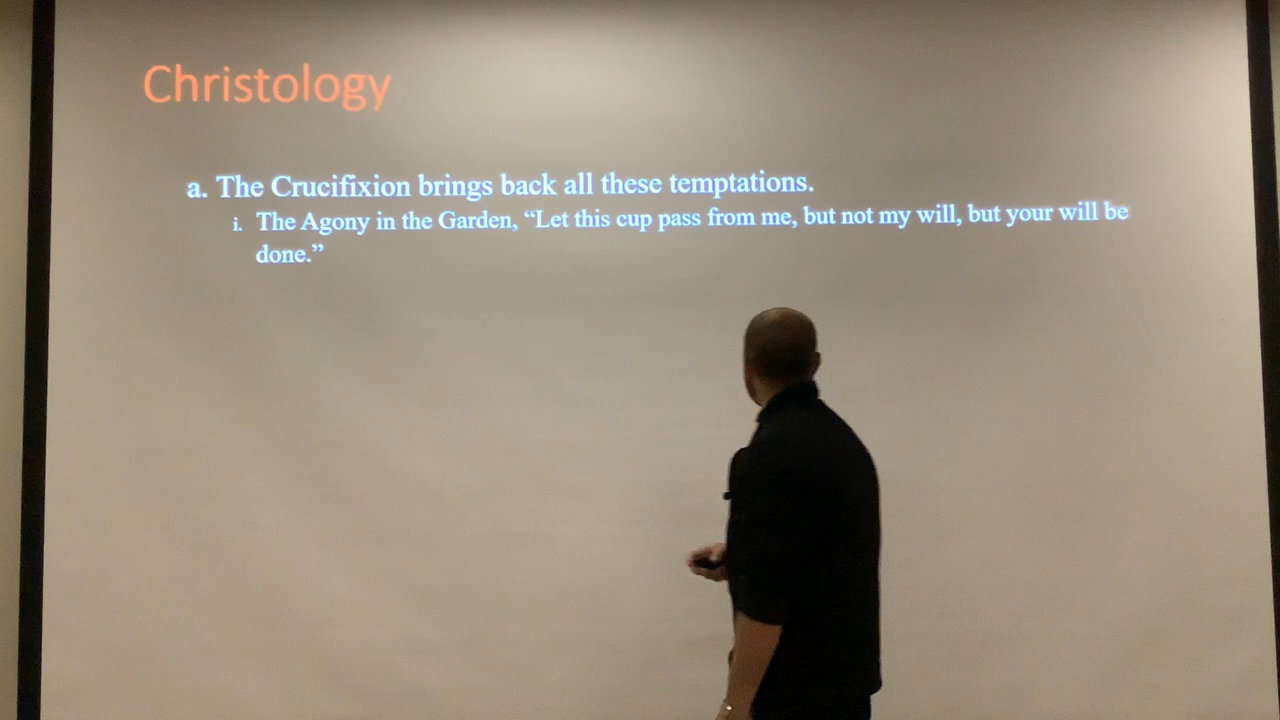 Christology
a. The Crucifixion brings back all these temptations.
i. The Agony in the Garden, “Let this cup pass from me, but not my will, but your will be
done.”